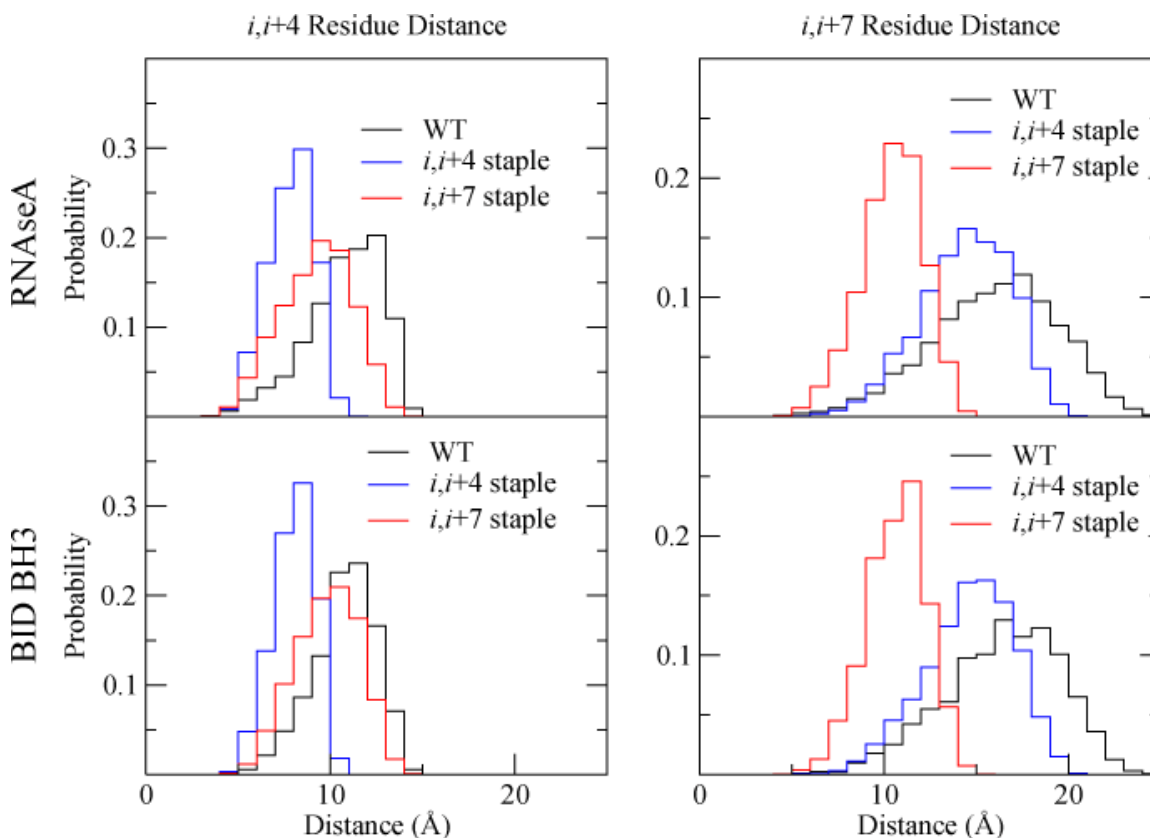 i,i+4 Residue Distance
i,i+7 Residue Distance
RNAseA
Probability
0.3
0.2
0.1
WT
i,i+4 staple
i,i+7 staple
0.2
0.1
WT
i,i+4 staple
i,i+7 staple
BID BH3
Probability
0.3
0.2
0.1
WT
i,i+4 staple
i,i+7 staple
0 10 20
Distance (Å)
0.2
0.1
WT
i,i+4 staple
i,i+7 staple
0 10 20
Distance (Å)